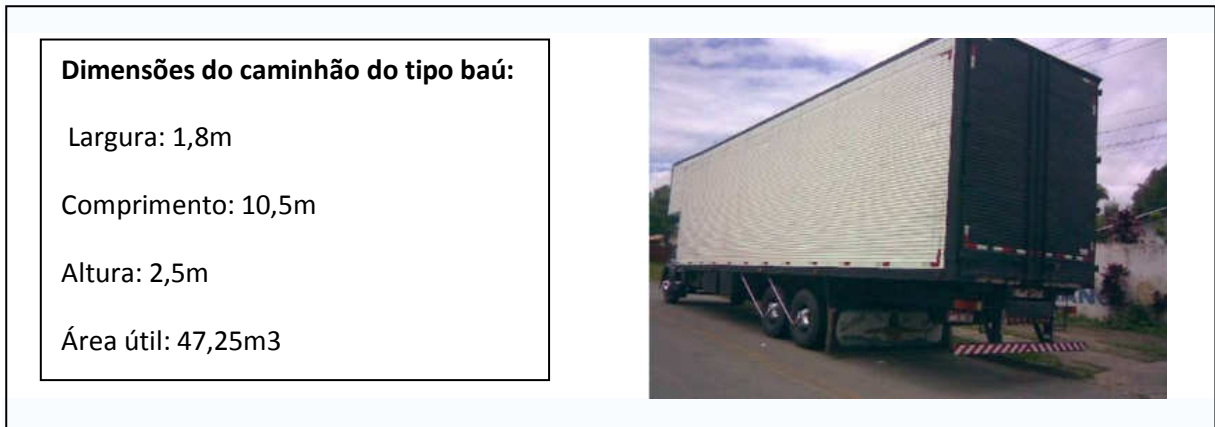 Dimensões do caminhão do tipo baú:
Largura: 1,8m
Comprimento: 10,5m
Altura: 2,5m
Área útil: 47,25m3